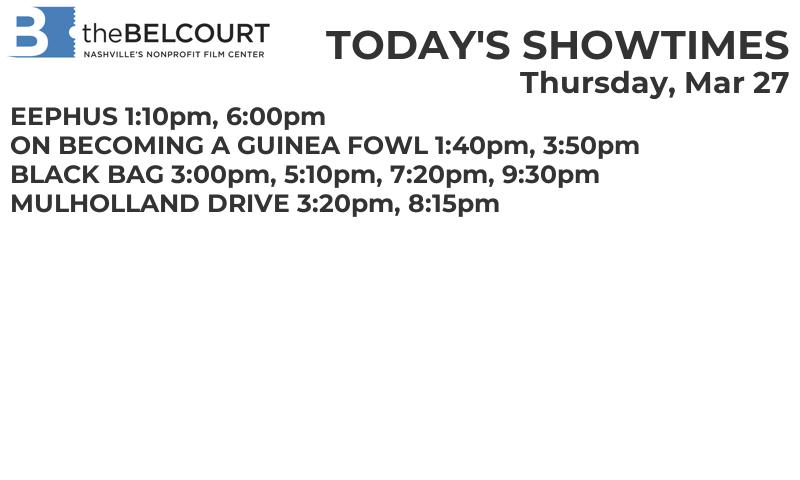 B theBELCOURT
NASHVILLE'S NONPROFIT FILM CENTER
TODAY'S SHOWTIMES
Thursday, Mar 27
EEPHUS 1:10pm, 6:00pm
ON BECOMING A GUINEA FOWL 1:40pm, 3:50pm
BLACK BAG 3:00pm, 5:10pm, 7:20pm, 9:30pm
MULHOLLAND DRIVE 3:20pm, 8:15pm